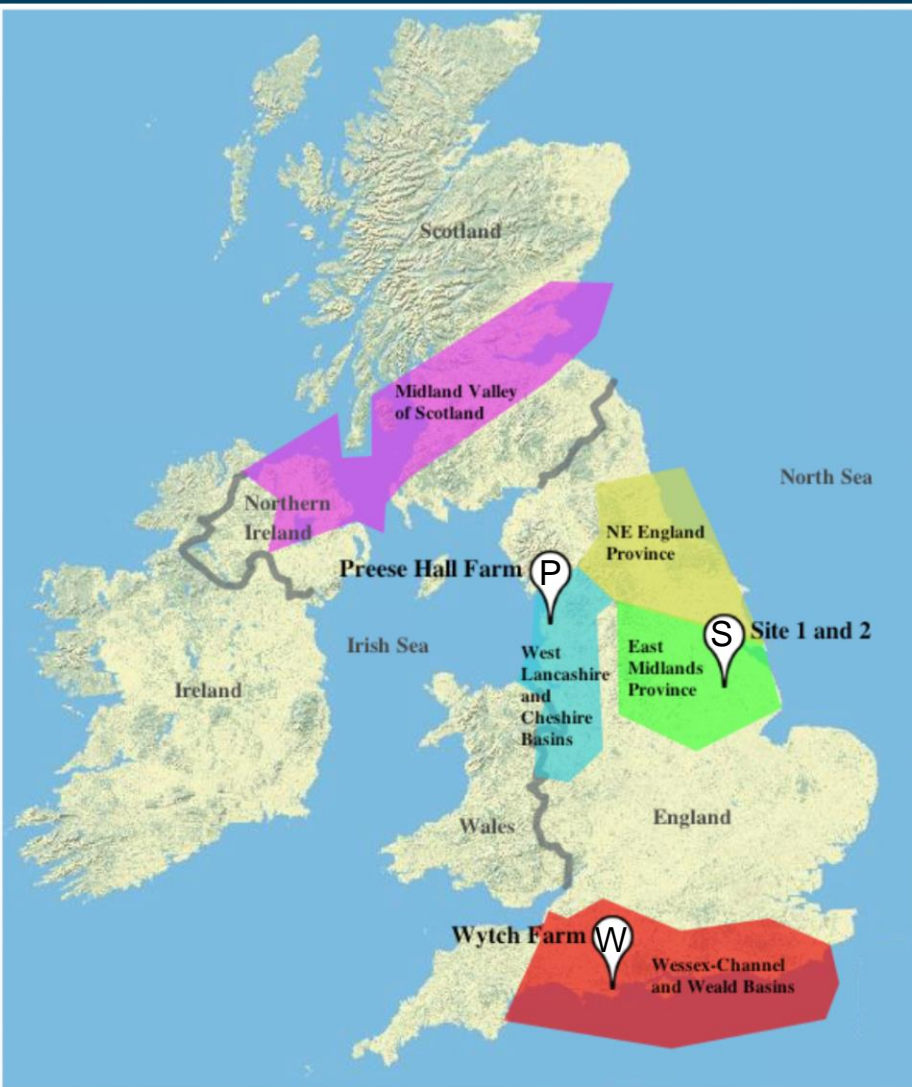 Scotland
Midland Valley
of Scotland
North Sea
Northern
Ireland
NE England
Province
Preese Hall Farm
P
S
Site 1 and 2
Irish Sea
West
Lancashire
and
Cheshire
Basins
East
Midlands
Province
Ireland
Wales
England
Wytch Farm
W
Wessex-Channel
and Weald Basins